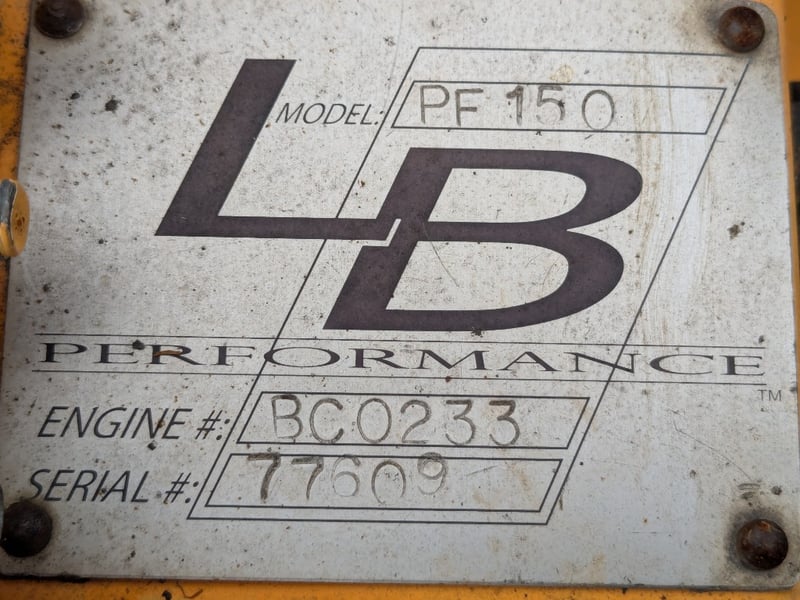 MODEL: PF 150
LB
PERFORMANCE
TM
ENGINE #: BC0233
SERIAL #: 77609